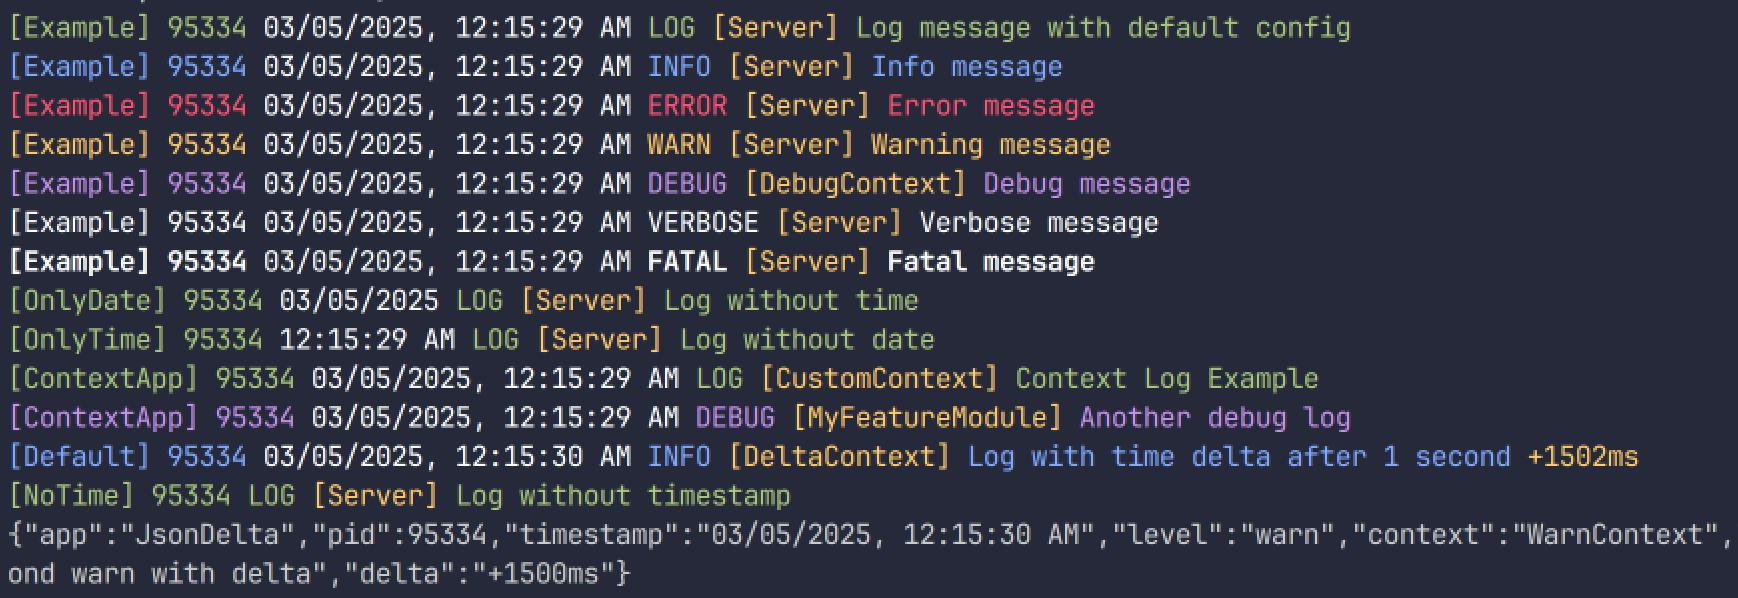 [Example] 95334 03/05/2025, 12:15:29 AM LOG [Server] Log message with default config
[Example] 95334 03/05/2025, 12:15:29 AM INFO [Server] Info message
[Example] 95334 03/05/2025, 12:15:29 AM ERROR [Server] Error message
[Example] 95334 03/05/2025, 12:15:29 AM WARN [Server] Warning message
[Example] 95334 03/05/2025, 12:15:29 AM DEBUG [DebugContext] Debug message
[Example] 95334 03/05/2025, 12:15:29 AM VERBOSE [Server] Verbose message
[Example] 95334 03/05/2025, 12:15:29 AM FATAL [Server] Fatal message
[OnlyDate] 95334 03/05/2025 LOG [Server] Log without time
[OnlyTime] 95334 12:15:29 AM LOG [Server] Log without date
[ContextApp] 95334 03/05/2025, 12:15:29 AM LOG [CustomContext] Context Log Example
[ContextApp] 95334 03/05/2025, 12:15:29 AM DEBUG [MyFeatureModule] Another debug log
[Default] 95334 03/05/2025, 12:15:30 AM INFO [DeltaContext] Log with time delta after 1 second +1502ms
[NoTime] 95334 LOG [Server] Log without timestamp
{"app":"JsonDelta","pid":95334,"timestamp":"03/05/2025, 12:15:30 AM","level":"warn","context":"WarnContext",
ond warn with delta","delta":"+1500ms"}